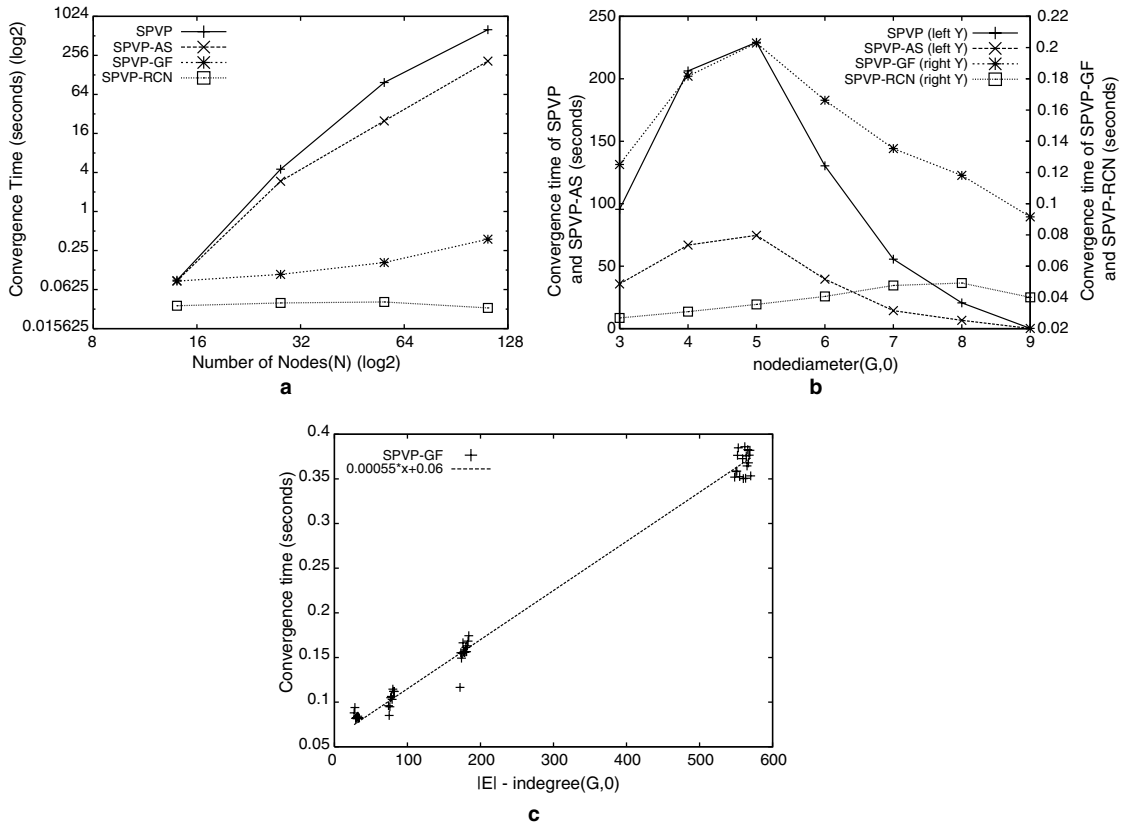 Convergence Time (seconds) (log2)
1024
256
64
16
4
1
0.25
0.0625
0.015625
SPVP
SPVP-AS
SPVP-GF
SPVP-RCN
8 16 32 64 128
Number of Nodes(N) (log2)
a
Convergence time of SPVP
and SPVP-AS (seconds)
250
200
150
100
50
0
SPVP (left Y)
SPVP-AS (left Y)
SPVP-GF (right Y)
SPVP-RCN (right Y)
0.22
0.2
0.18
0.16
0.14
0.12
0.1
0.08
0.06
0.04
0.02
Convergence time of SPVP-GF
and SPVP-RCN (seconds)
3 4 5 6 7 8 9
nodediameter(G,0)
b
Convergence time (seconds)
0.4
0.35
0.3
0.25
0.2
0.15
0.1
0.05
SPVP-GF
0.00055*x+0.06
0 100 200 300 400 500 600
|E| - indegree(G,0)
c